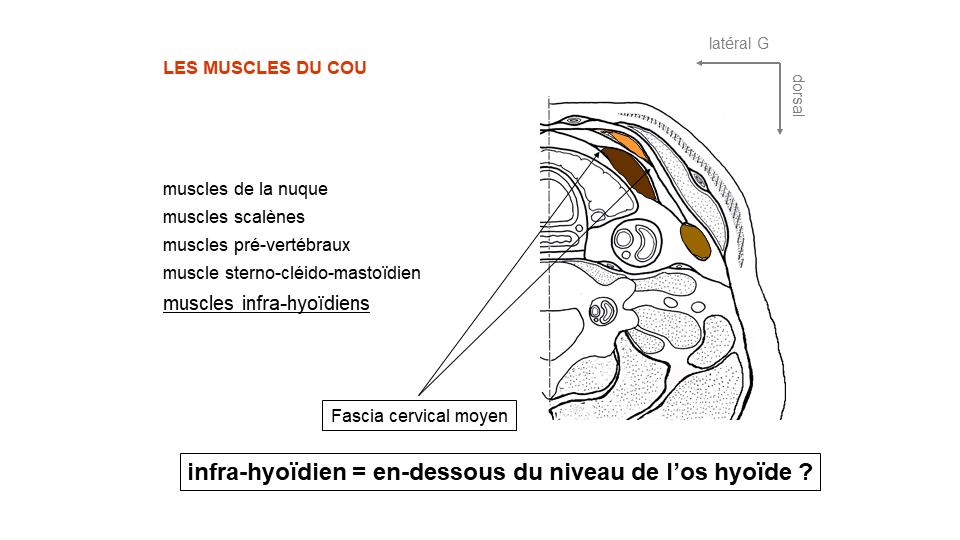 latéral G
dorsal
LES MUSCLES DU COU
muscles de la nuque
muscles scalènes
muscles pré-vertébraux
muscle sterno-cléido-mastoïdien
muscles infra-hyoïdiens
Fascia cervical moyen
infra-hyoïdien = en-dessous du niveau de l’os hyoïde ?